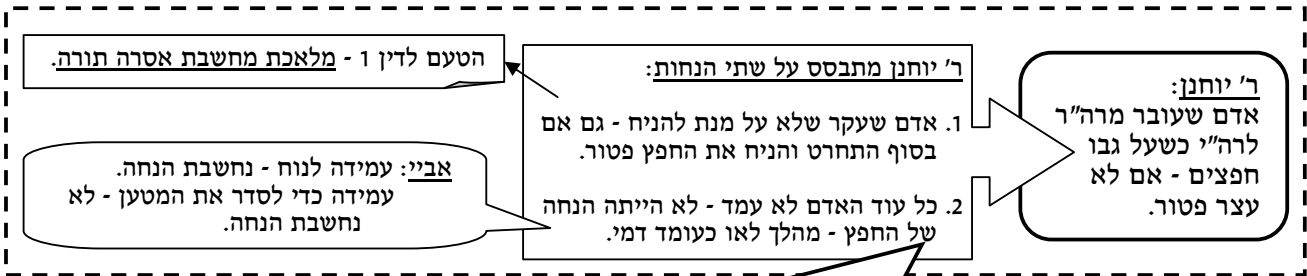 ר' יוחנן:
אדם שעובר מרה"ר
לרה"י כשעל גבו
חפצים - אם לא
עצר פטור.
ר' יוחנן מתבסס על שתי הנחות:
1. אדם שעקר שלא על מנת להניח - גם אם
בסוף התחרט והניח את החפץ פטור.
2. כל עוד האדם לא עמד - לא הייתה הנחה
של החפץ - מהלך לאו כעומד דמי.
הטעם לדין 1 - מלאכת מחשבת אסרה תורה.
אביי: עמידה לנוח - נחשבת הנחה.
עמידה כדי לסדר את המטען - לא
נחשבת הנחה.